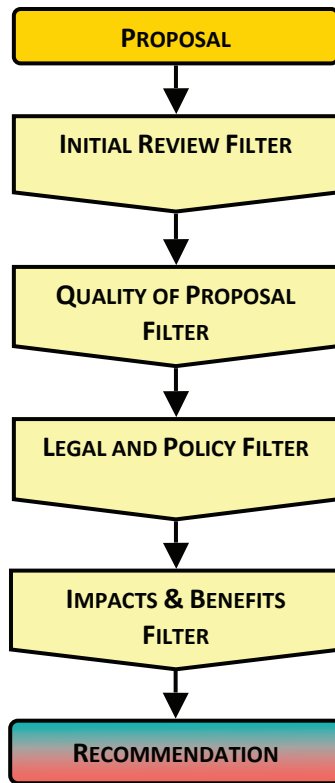 PROPOSAL
INITIAL REVIEW FILTER
QUALITY OF PROPOSAL
FILTER
LEGAL AND POLICY FILTER
IMPACTS & BENEFITS
FILTER
RECOMMENDATION